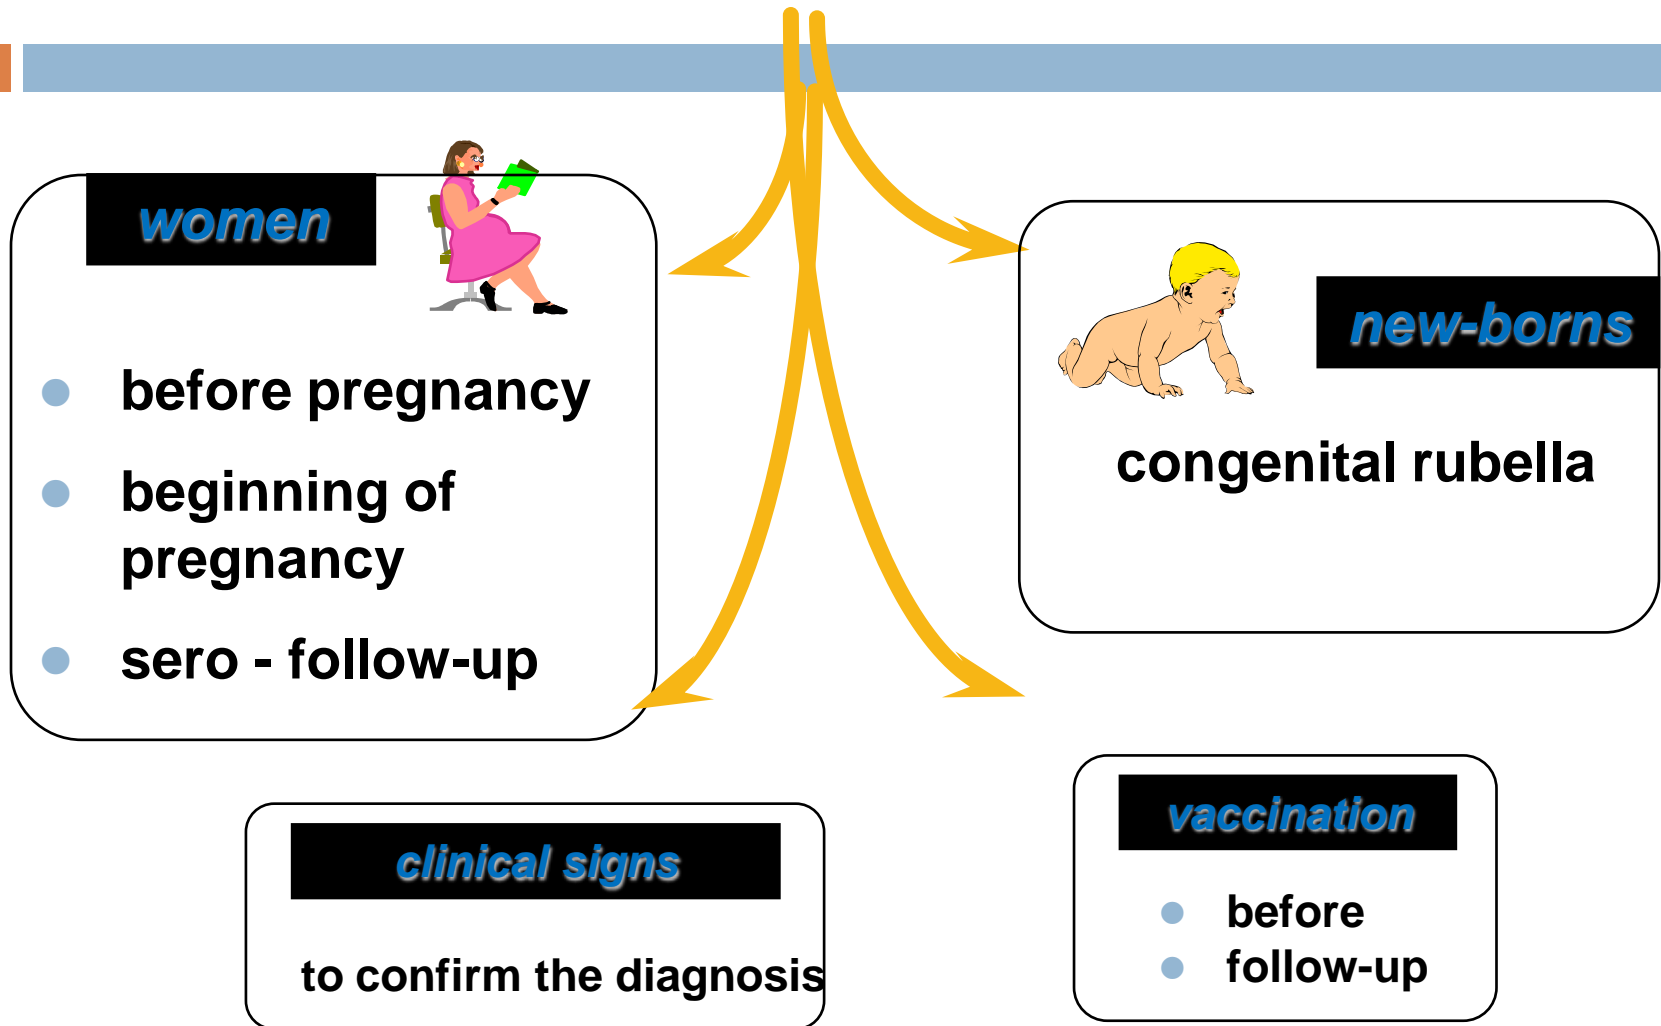 women
before pregnancy
beginning of
pregnancy
sero - follow-up
new-borns
congenital rubella
clinical signs
to confirm the diagnosis
vaccination
before
follow-up